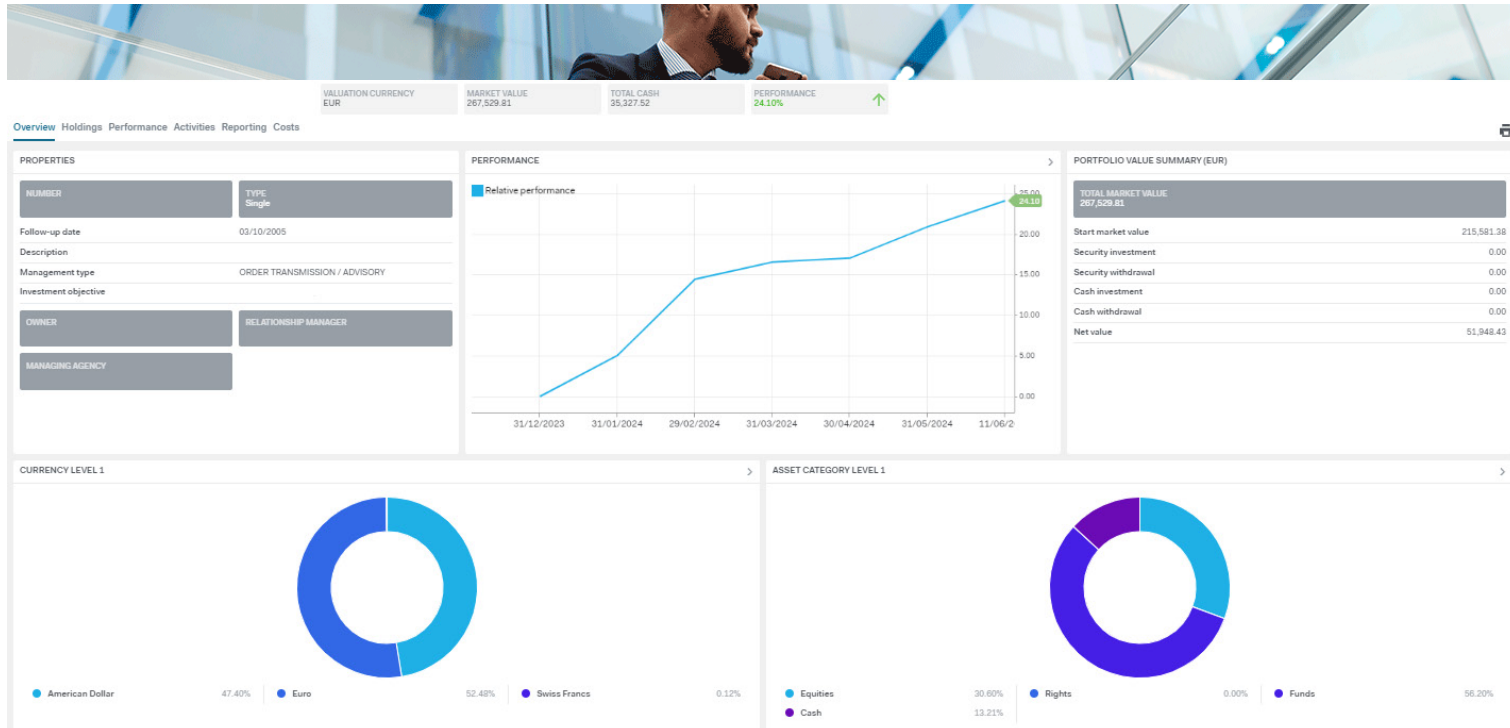 VALUATION CURRENCY
EUR
MARKET VALUE
267,529.81
TOTAL CASH
35,327.52
PERFORMANCE
24.10%
Overview Holdings Performance Activities Reporting Costs
PROPERTIES
NUMBER
TYPE
Single
Follow-up date 03/10/2005
Description
Management type ORDER TRANSMISSION / ADVISORY
Investment objective
OWNER
RELATIONSHIP MANAGER
MANAGING AGENCY
PERFORMANCE
Relative performance
25.00
24.10
20.00
15.00
10.00
5.00
0.00
31/12/2023 31/01/2024 29/02/2024 31/03/2024 30/04/2024 31/05/2024 11/06/2
PORTFOLIO VALUE SUMMARY (EUR)
TOTAL MARKET VALUE
267,529.81
Start market value 215,581.38
Security investment 0.00
Security withdrawal 0.00
Cash investment 0.00
Cash withdrawal 0.00
Net value 51,948.43
CURRENCY LEVEL 1
American Dollar 47.40% Euro 52.48% Swiss Francs 0.12%
ASSET CATEGORY LEVEL 1
Equities 30.60% Rights 0.00% Funds 56.20%
Cash 13.21%